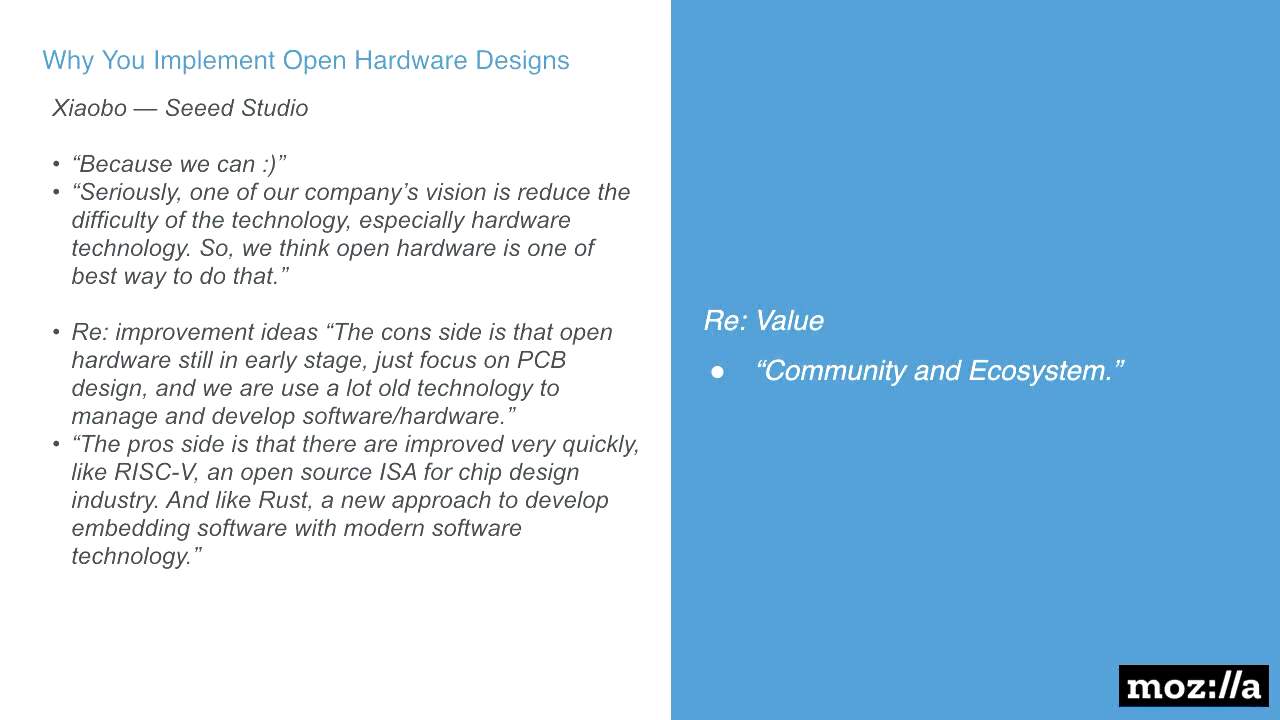 Why You Implement Open Hardware Designs
Xiaobo — Seeed Studio
• “Because we can :)”
• “Seriously, one of our company’s vision is reduce the
difficulty of the technology, especially hardware
technology. So, we think open hardware is one of
best way to do that.”
• Re: improvement ideas “The cons side is that open
hardware still in early stage, just focus on PCB
design, and we are use a lot old technology to
manage and develop software/hardware.”
• “The pros side is that there are improved very quickly,
like RISC-V, an open source ISA for chip design
industry. And like Rust, a new approach to develop
embedding software with modern software
technology.”
Re: Value
● “Community and Ecosystem.”
moz://a